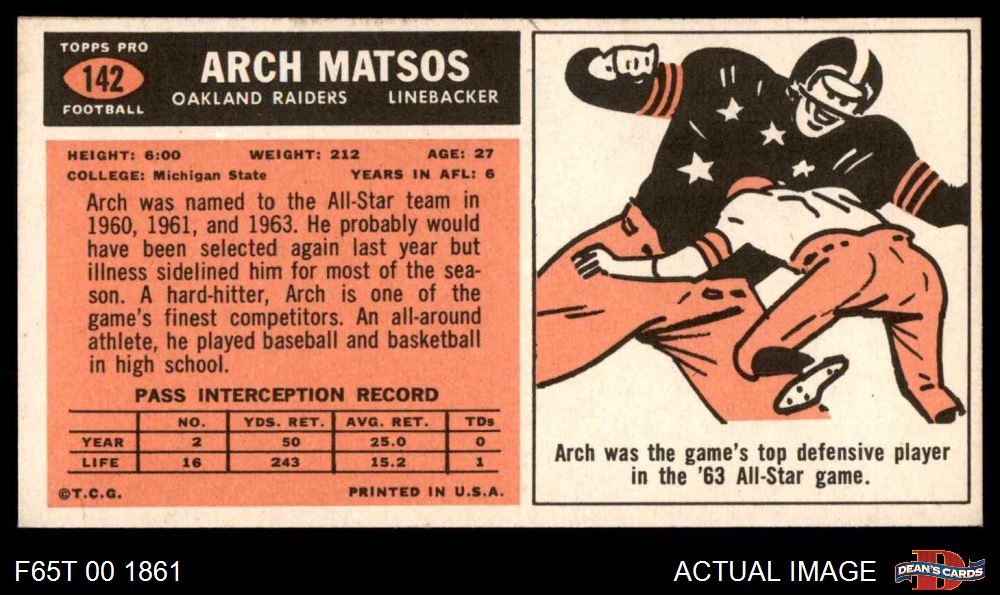 TOPPS PRO
142
FOOTBALL
ARCH MATSOS
OAKLAND RAIDERS LINEBACKER
HEIGHT: 6:00 WEIGHT: 212 AGE: 27
COLLEGE: Michigan State YEARS IN AFL: 6
Arch was named to the All-Star team in
1960, 1961, and 1963. He probably would
have been selected again last year but
illness sidelined him for most of the sea-
son. A hard-hitter, Arch is one of the
game's finest competitors. An all-around
athlete, he played baseball and basketball
in high school.
PASS INTERCEPTION RECORD
NO. YDS. RET. AVG. RET. TDs
YEAR 2 50 25.0 0
LIFE 16 243 15.2 1
©T.C.G. PRINTED IN U.S.A.
Arch was the game's top defensive player
in the '63 All-Star game.
F65T 00 1861
ACTUAL IMAGE
D
DEAN'S CARDS